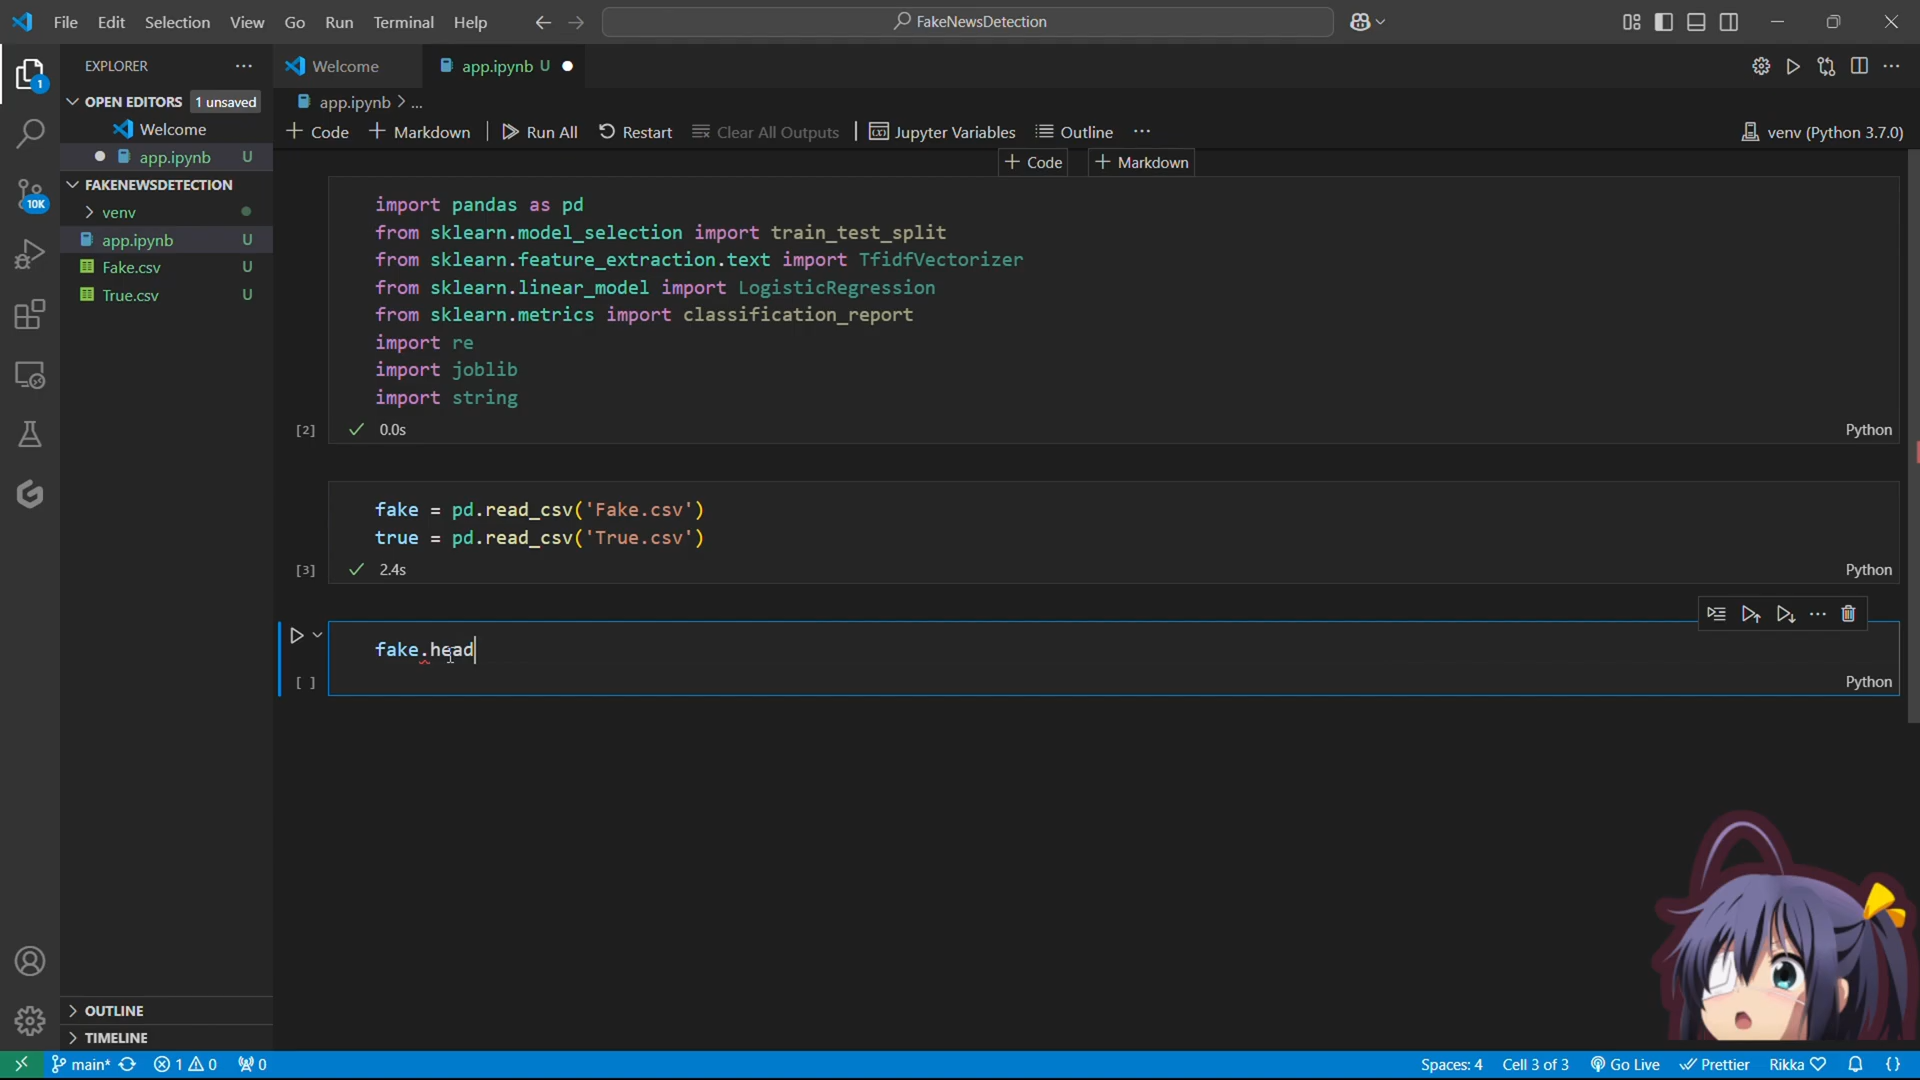 File Edit Selection View Go Run Terminal Help
FakeNewsDetection
EXPLORER
OPEN EDITORS 1 unsaved
Welcome
app.ipynb U
FAKENEWSDETECTION
venv
app.ipynb U
Fake.csv U
True.csv U
OUTLINE
TIMELINE
1
10K
Welcome
app.ipynb U
app.ipynb > ...
+ Code + Markdown Run All Restart Clear All Outputs Jupyter Variables Outline ... venv (Python 3.7.0)
+ Code + Markdown
import pandas as pd
from sklearn.model_selection import train_test_split
from sklearn.feature_extraction.text import TfidfVectorizer
from sklearn.linear_model import LogisticRegression
from sklearn.metrics import classification_report
import re
import joblib
import string
[2] 0.0s Python
fake = pd.read_csv('Fake.csv')
true = pd.read_csv('True.csv')
[3] 2.4s Python
fake.head
[ ] Python
main* 1 0 0 Spaces: 4 Cell 3 of 3 Go Live Prettier Rikka